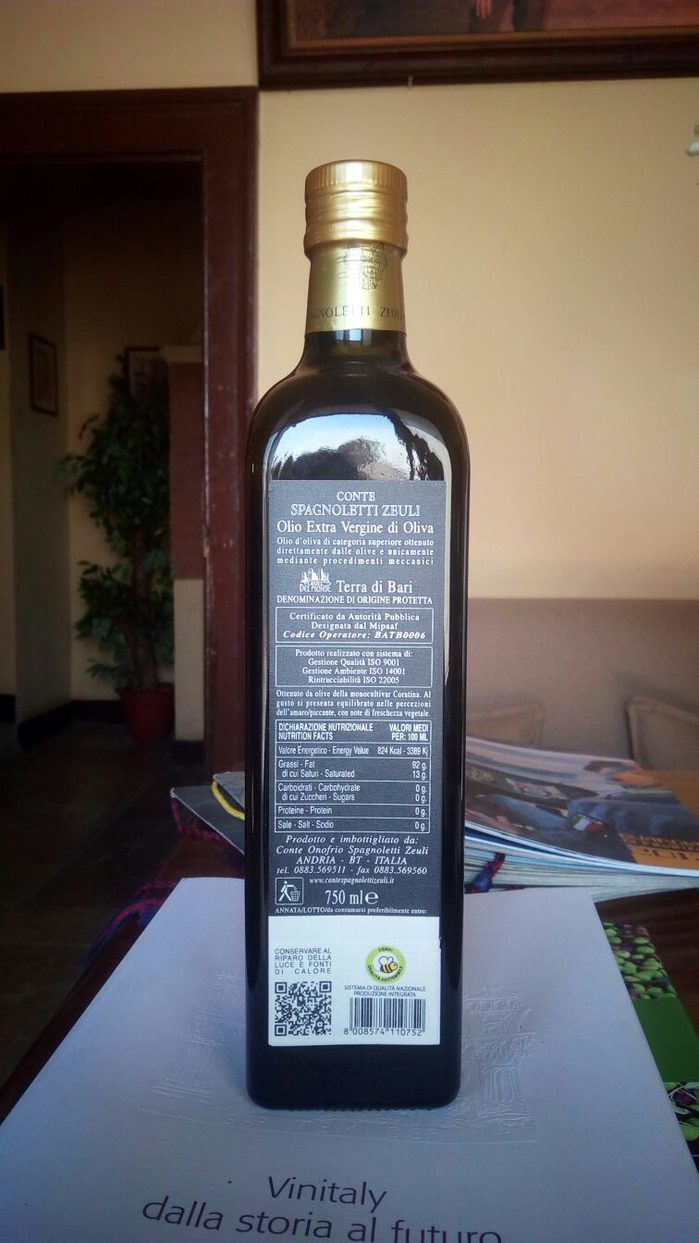 SPAGNOLETTI ZEULI
CONTE
SPAGNOLETTI ZEULI
Olio Extra Vergine di Oliva
Olio d'oliva di categoria superiore ottenuto
direttamente dalle olive e unicamente
mediante procedimenti meccanici
CASTEL DEL MONTE Terra di Bari
DENOMINAZIONE DI ORIGINE PROTETTA
Certificato da Autorità Pubblica
Designata dal Mipaaf
Codice Operatore: BATB0006
Prodotto realizzato con sistema di:
Gestione Qualità ISO 9001
Gestione Ambiente ISO 14001
Rintracciabilità ISO 22005
Ottenuto da olive della monocultivar Coratina. Al
gusto si presenta equilibrato nelle percezioni
dell'amaro/piccante, con note di freschezza vegetale.
DICHIARAZIONE NUTRIZIONALE VALORI MEDI
NUTRITION FACTS PER: 100 ML
Valore Energetico - Energy Value 824 Kcal - 3389 Kj
Grassi - Fat 92 g.
di cui Saturi - Saturated 13 g.
Carboidrati - Carbohydrate 0 g.
di cui Zuccheri - Sugars 0 g.
Proteine - Protein 0 g.
Sale - Salt - Sodio 0 g.
Prodotto e imbottigliato da:
Conte Onofrio Spagnoletti Zeuli
ANDRIA - BT - ITALIA
tel. 0883.569511 - fax 0883.569560
www.contespagnolettizeuli.it
750 ml e
ANNATA/LOTTO/da consumarsi preferibilmente entro:
CONSERVARE AL
RIPARO DELLA
LUCE E FONTI
DI CALORE
QUALITÀ SOSTENIBILE
SISTEMA DI QUALITÀ NAZIONALE
PRODUZIONE INTEGRATA
8 008574 110752
Vinitaly
dalla storia al futuro